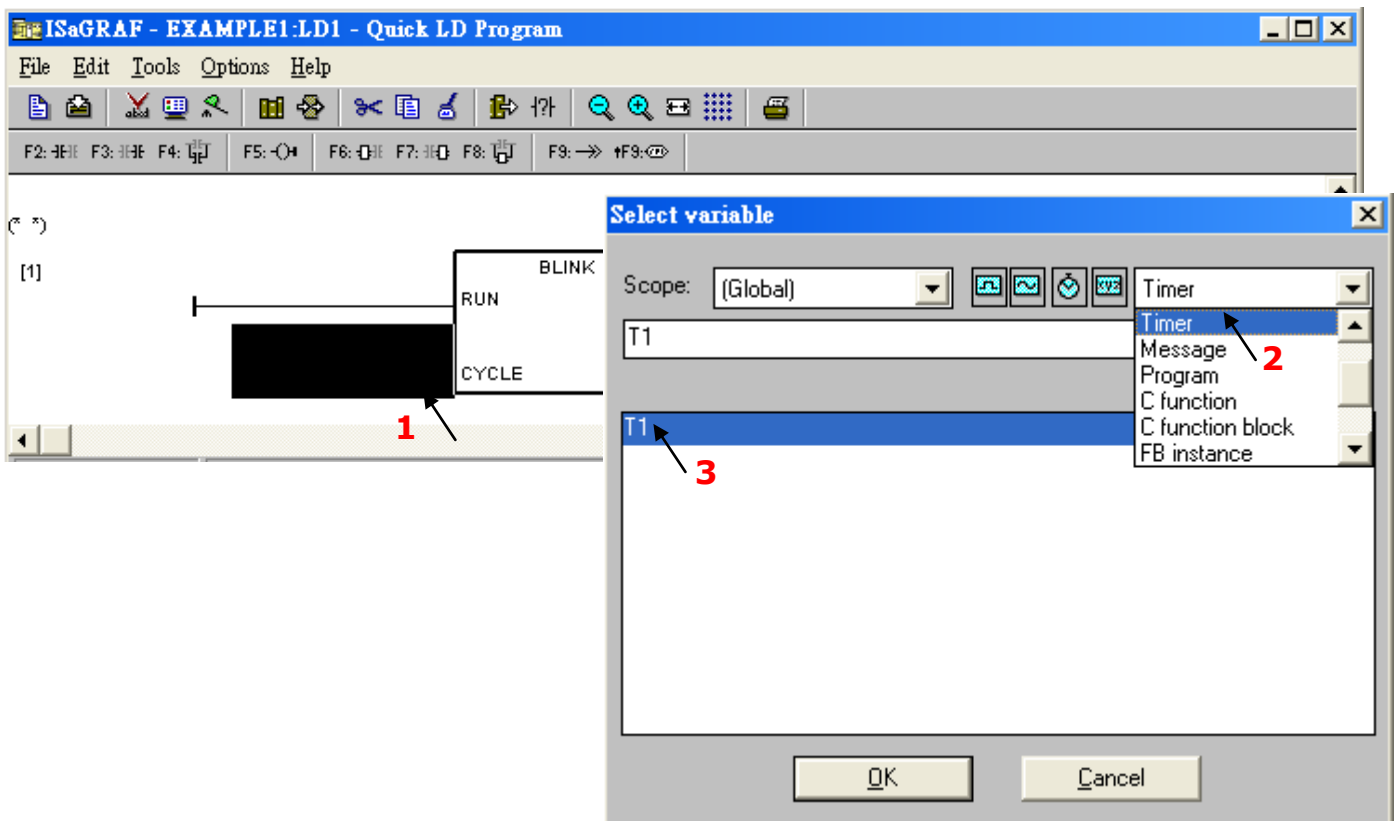 ISaGRAF - EXAMPLE1:LD1 - Quick LD Program
File Edit Tools Options Help
F2: F3: F4: F5: F6: F7: F8: F9: F9:
(* *)
[1]
BLINK
RUN
CYCLE
1
Select variable
Scope: (Global) xyz Timer
T1
Timer
Message
Program
C function
C function block
FB instance
2
T1
3
OK Cancel